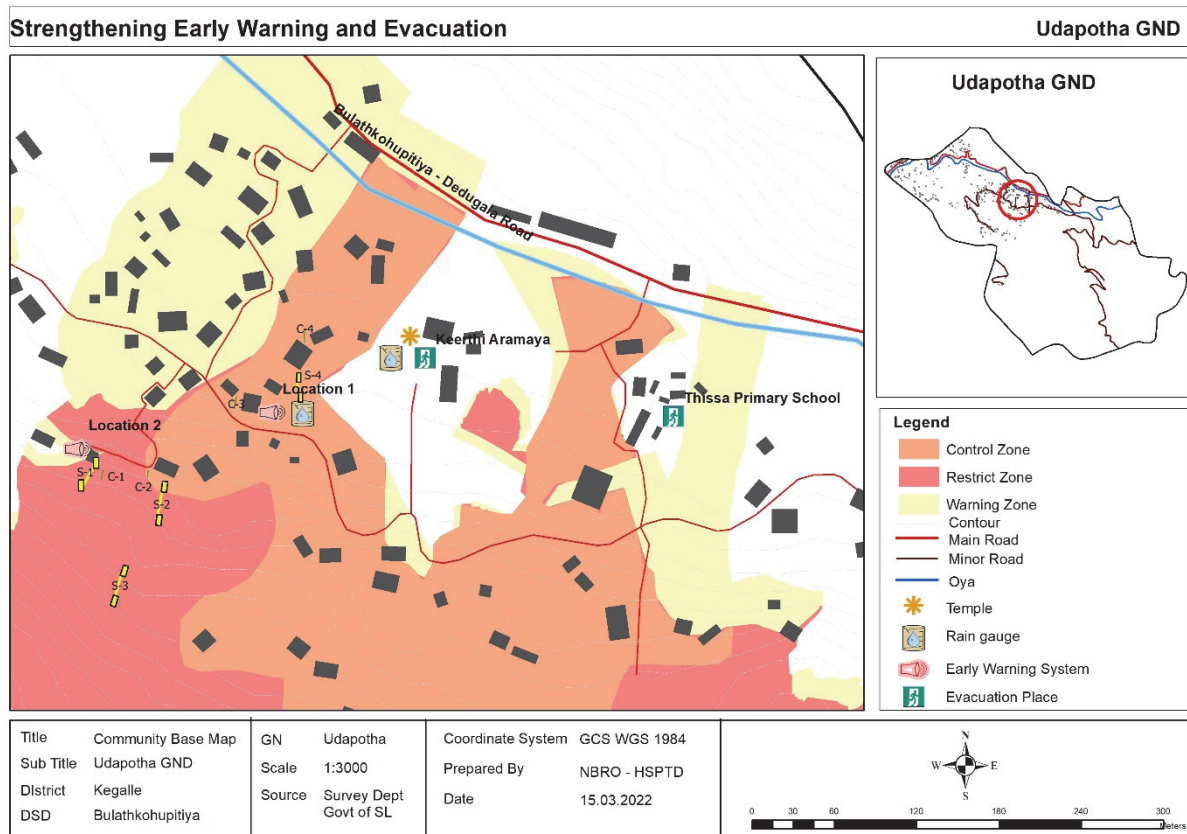 Strengthening Early Warning and Evacuation
Udapotha GND
Bulathkohupitiya - Dedugala Road
C-4
Keerthi Aramaya
S-4
Location 1
C-3
Thissa Primary School
Location 2
S-1
C-1
C-2
S-2
S-3
Udapotha GND
Legend
Control Zone
Restrict Zone
Warning Zone
Contour
Main Road
Minor Road
Oya
Temple
Rain gauge
Early Warning System
Evacuation Place
Title Community Base Map
Sub Title Udapotha GND
DIstrict Kegalle
DSD Bulathkohupitiya
GN Udapotha
Scale 1:3000
Source Survey Dept
Govt of SL
Coordinate System GCS WGS 1984
Prepared By NBRO - HSPTD
Date 15.03.2022
N
W E
S
0 30 60 120 180 240 300
Meters